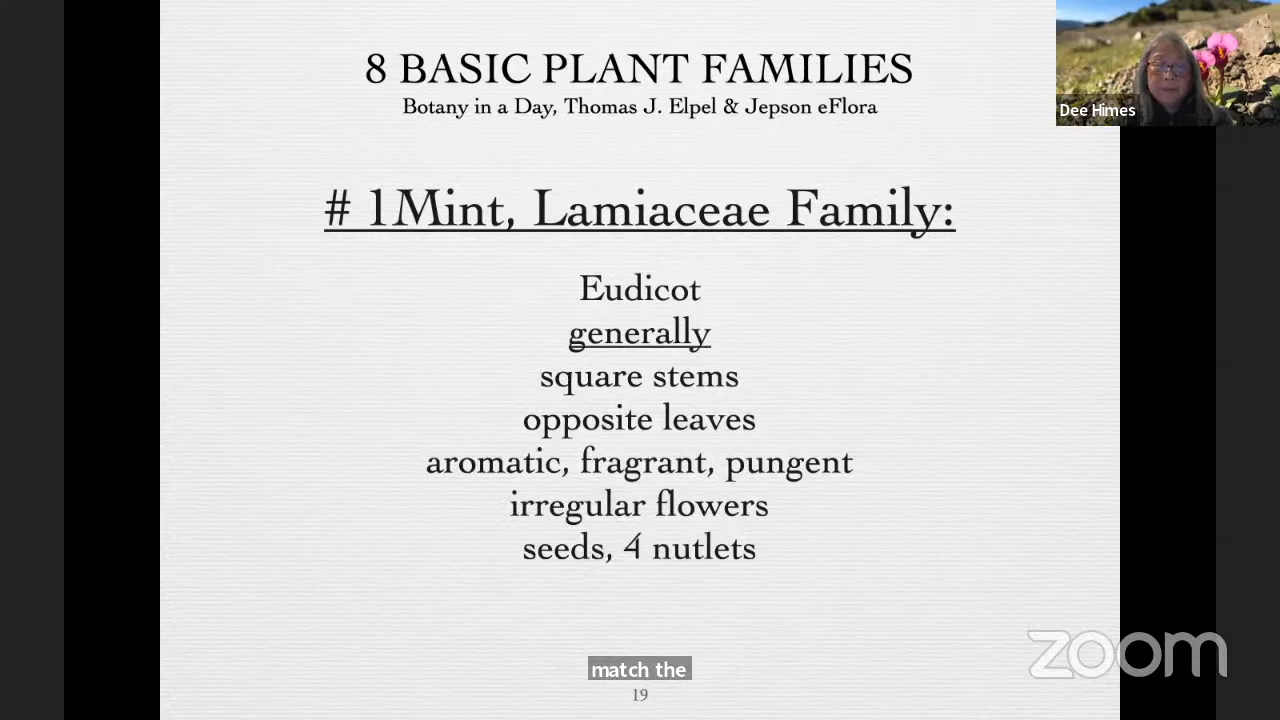 8 BASIC PLANT FAMILIES
Botany in a Day, Thomas J. Elpel & Jepson eFlora
Dee Himes
# 1Mint, Lamiaceae Family:
Eudicot
generally
square stems
opposite leaves
aromatic, fragrant, pungent
irregular flowers
seeds, 4 nutlets
zoom
match the
19